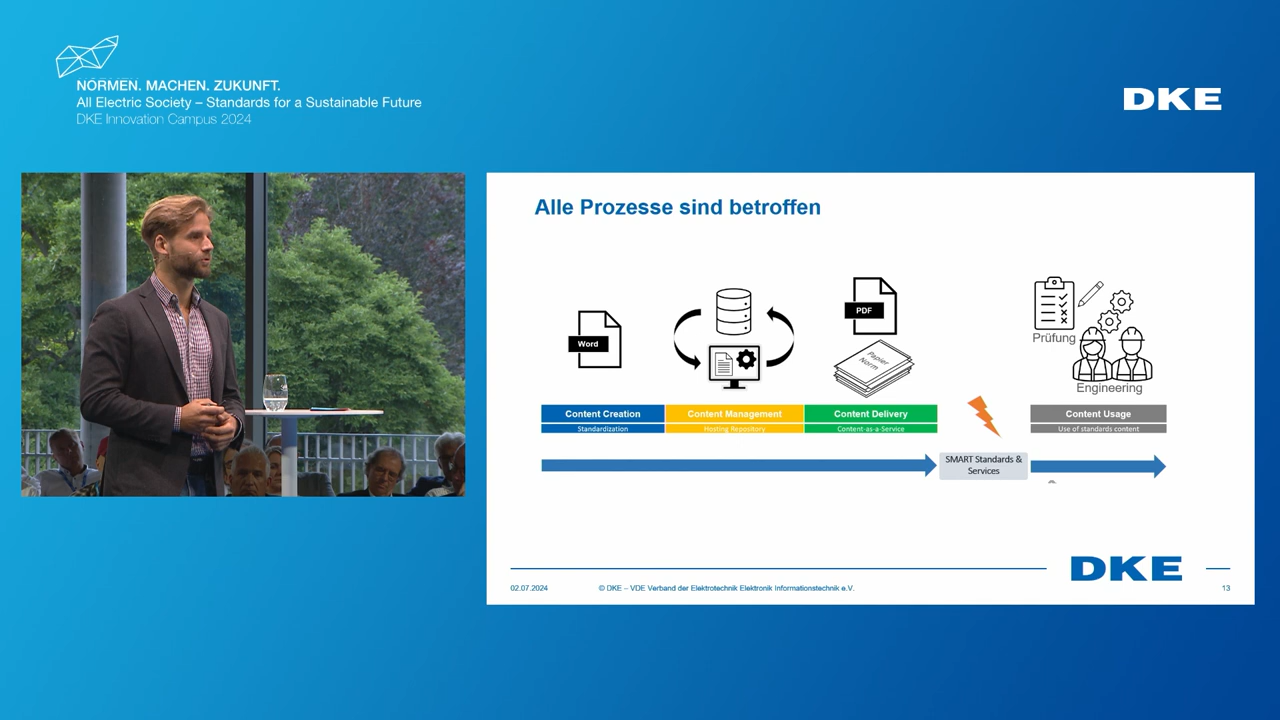 NORMEN. MACHEN. ZUKUNFT.
All Electric Society – Standards for a Sustainable Future
DKE Innovation Campus 2024
DKE
Alle Prozesse sind betroffen
Word
PDF
Papier
Norm
Prüfung
Engineering
Content Creation
Standardization
Content Management
Hosting Repository
Content Delivery
Content-as-a-Service
Content Usage
Use of standards content
SMART Standards &
Services
DKE
02.07.2024
© DKE – VDE Verband der Elektrotechnik Elektronik Informationstechnik e.V.
13